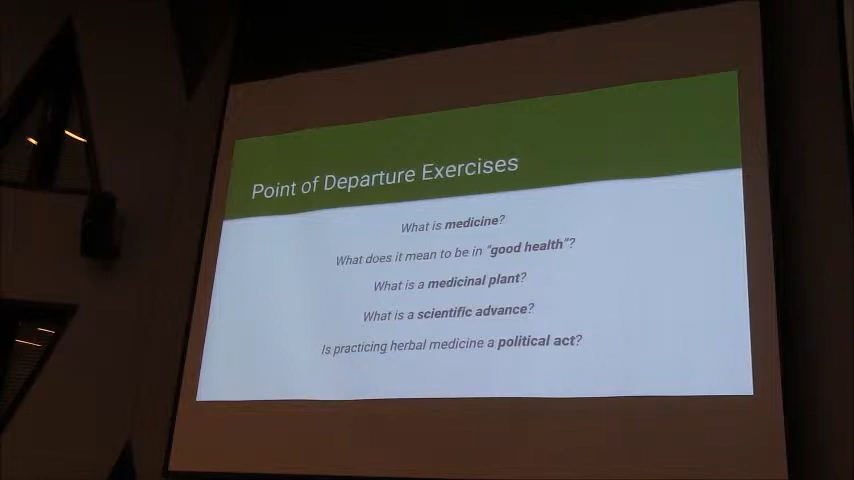 Point of Departure Exercises
What is medicine?
What does it mean to be in "good health"?
What is a medicinal plant?
What is a scientific advance?
Is practicing herbal medicine a political act?